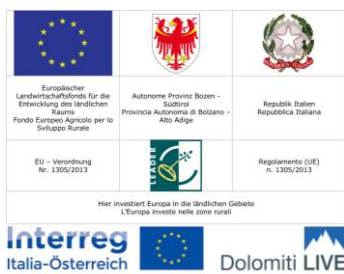 Europäischer
Landwirtschaftsfonds für die
Entwicklung des ländlichen
Raums
Fondo Europeo Agricolo per lo
Sviluppo Rurale
Autonome Provinz Bozen -
Südtirol
Provincia Autonoma di Bolzano -
Alto Adige
Republik Italien
Repubblica Italiana
EU – Verordnung
Nr. 1305/2013
LEADER
Regolamento (UE)
n. 1305/2013
Hier investiert Europa in die ländlichen Gebiete
L'Europa investe nelle zone rurali
Interreg
Italia-Österreich
Dolomiti LIVE